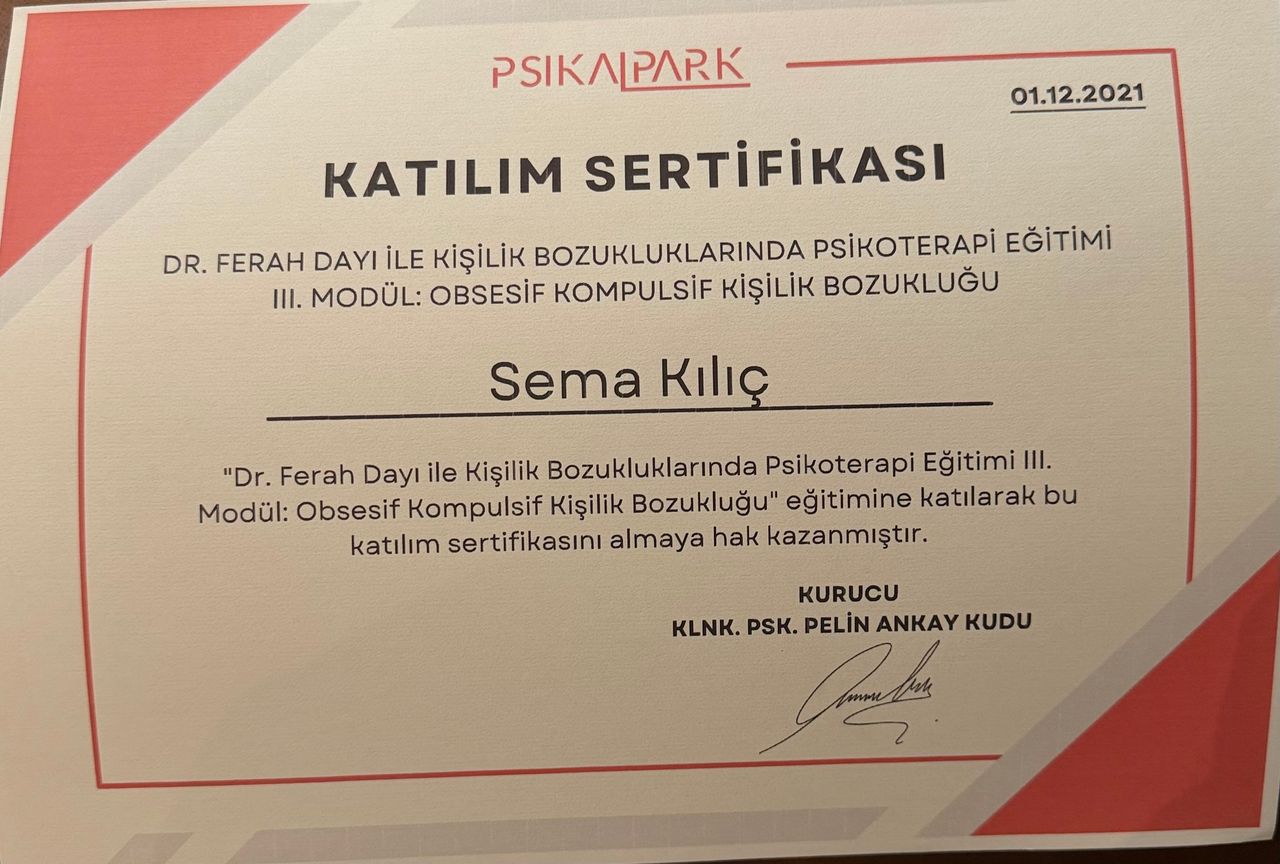 PSIKALPARK
01.12.2021
KATILIM SERTİFİKASI
DR. FERAH DAYI İLE KİŞİLİK BOZUKLUKLARINDA PSİKOTERAPİ EĞİTİMİ
III. MODÜL: OBSESİF KOMPULSİF KİŞİLİK BOZUKLUĞU
Sema Kılıç
"Dr. Ferah Dayı ile Kişilik Bozukluklarında Psikoterapi Eğitimi III.
Modül: Obsesif Kompulsif Kişilik Bozukluğu" eğitimine katılarak bu
katılım sertifikasını almaya hak kazanmıştır.
KURUCU
KLNK. PSK. PELİN ANKAY KUDU